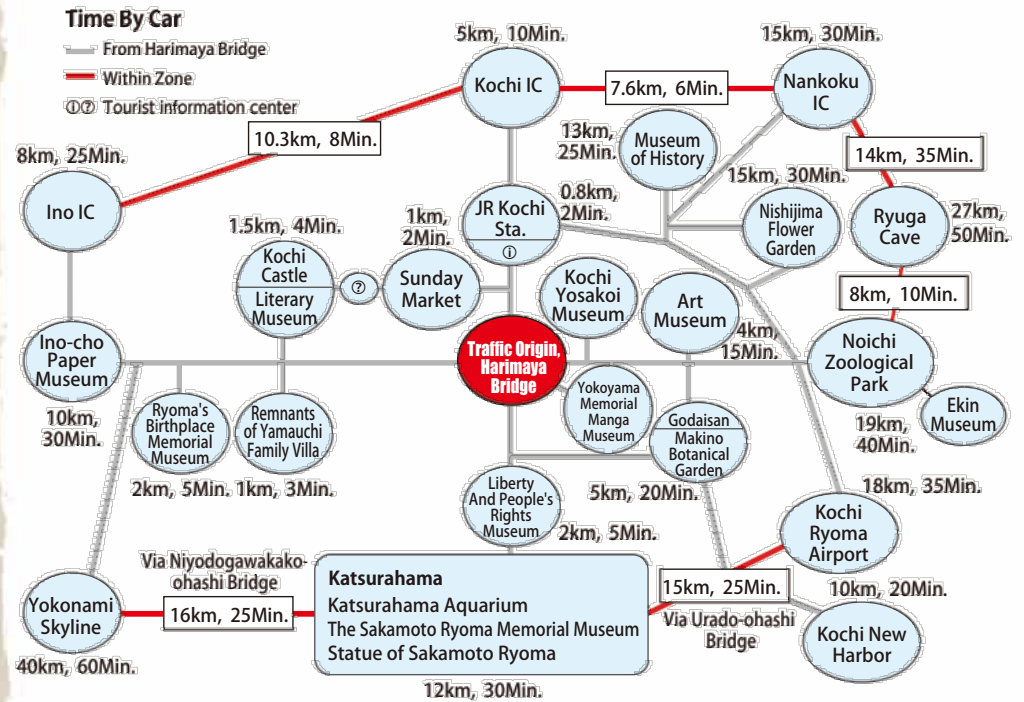 Time By Car
From Harimaya Bridge
Within Zone
ⓘ? Tourist information center
5km, 10Min.
Kochi IC
7.6km, 6Min.
15km, 30Min.
Nankoku
IC
10.3km, 8Min.
8km, 25Min.
Ino IC
13km,
25Min.
Museum
of History
14km, 35Min.
15km, 30Min.
Nishijima
Flower
Garden
Ryuga
Cave
27km,
50Min.
0.8km,
2Min.
JR Kochi
Sta.
ⓘ
1km,
2Min.
1.5km, 4Min.
Kochi
Castle
Literary
Museum
?
Sunday
Market
Kochi
Yosakoi
Museum
Art
Museum
4km,
15Min.
8km, 10Min.
Ino-cho
Paper
Museum
10km,
30Min.
Traffic Origin,
Harimaya
Bridge
Noichi
Zoological
Park
19km,
40Min.
Ekin
Museum
Ryoma's
Birthplace
Memorial
Museum
2km, 5Min.
Remnants
of Yamauchi
Family Villa
1km, 3Min.
Yokoyama
Memorial
Manga
Museum
Godaisan
Makino
Botanical
Garden
5km, 20Min.
Liberty
And People's
Rights
Museum
2km, 5Min.
18km, 35Min.
Kochi
Ryoma
Airport
Via Niyodogawakako-
ohashi Bridge
16km, 25Min.
Yokonami
Skyline
40km, 60Min.
Katsurahama
Katsurahama Aquarium
The Sakamoto Ryoma Memorial Museum
Statue of Sakamoto Ryoma
12km, 30Min.
15km, 25Min.
Via Urado-ohashi
Bridge
10km, 20Min.
Kochi New
Harbor